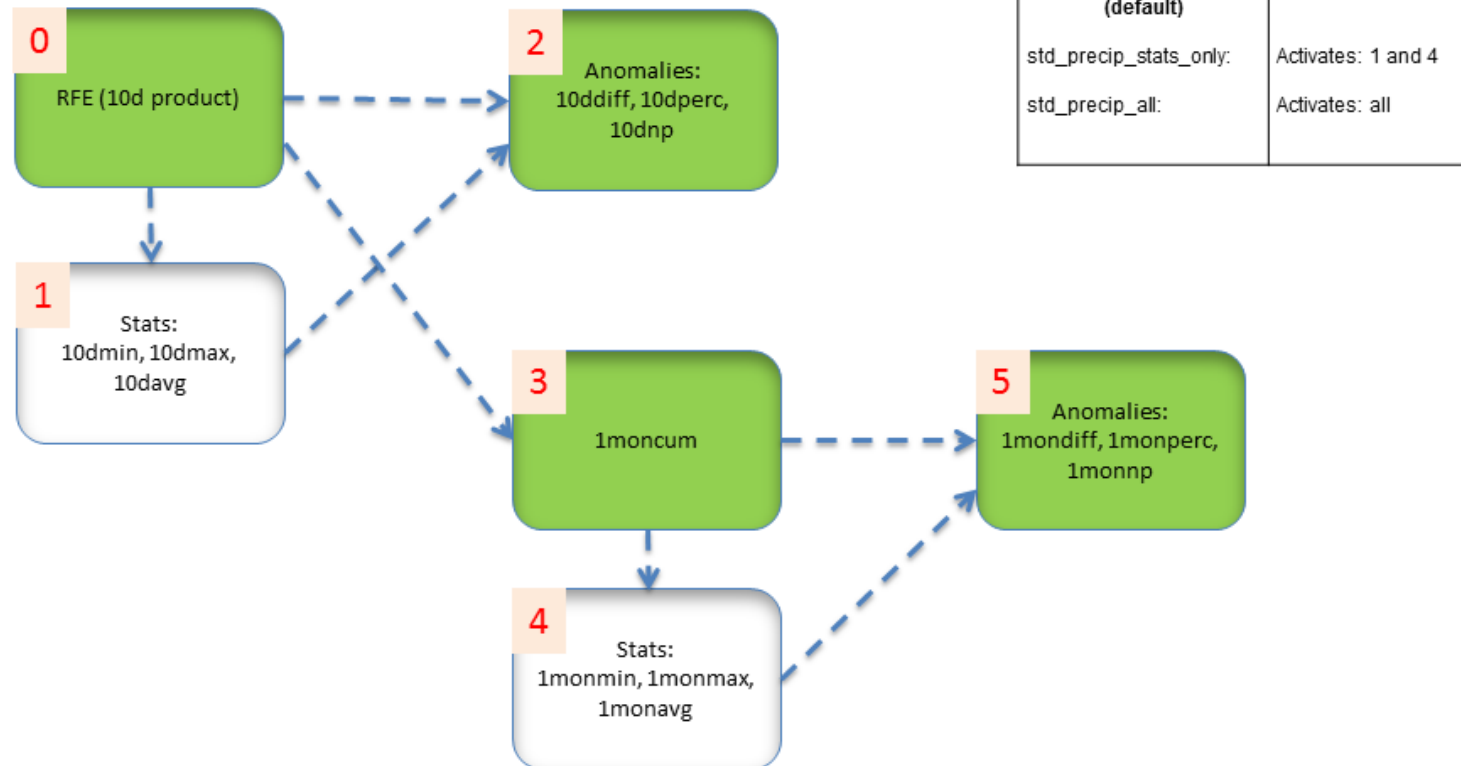 0
RFE (10d product)
2
Anomalies:
10ddiff, 10dperc,
10dnp
(default)
std_precip_stats_only:
Activates: 1 and 4
std_precip_all:
Activates: all
1
Stats:
10dmin, 10dmax,
10davg
3
1moncum
5
Anomalies:
1mondiff, 1monperc,
1monnp
4
Stats:
1monmin, 1monmax,
1monavg